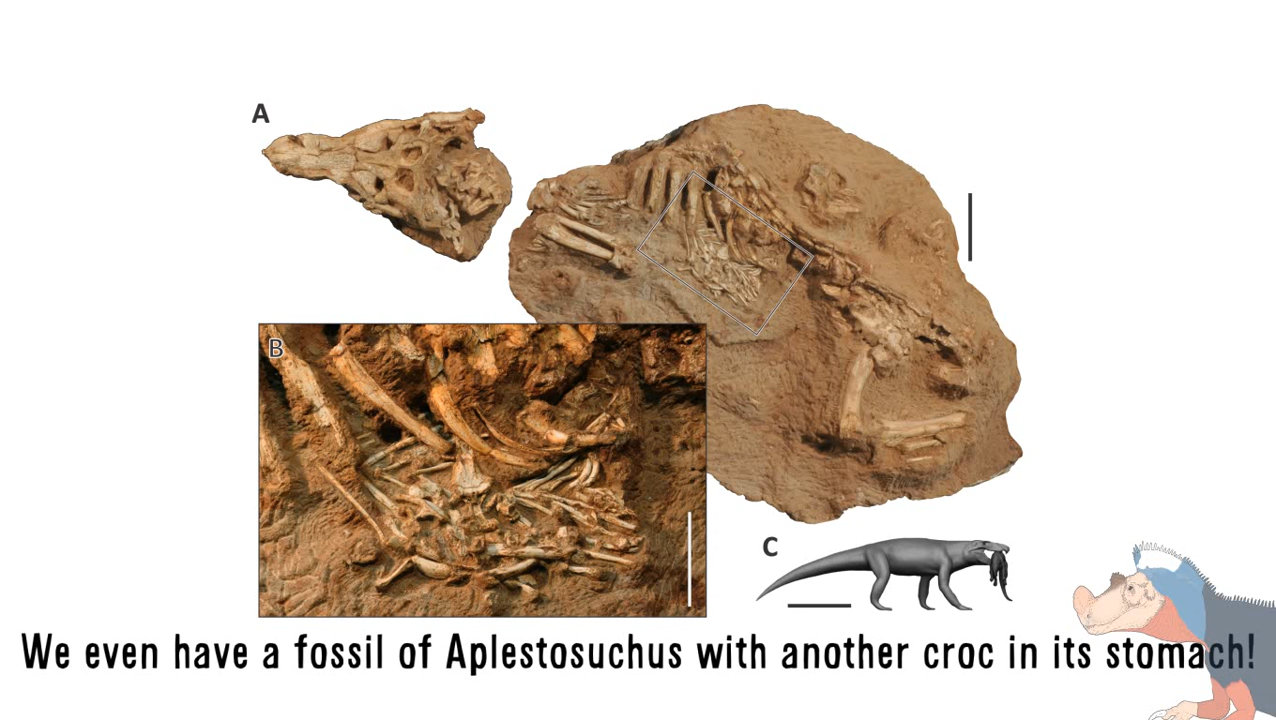 A
B
C
We even have a fossil of Aplestosuchus with another croc in its stomach!